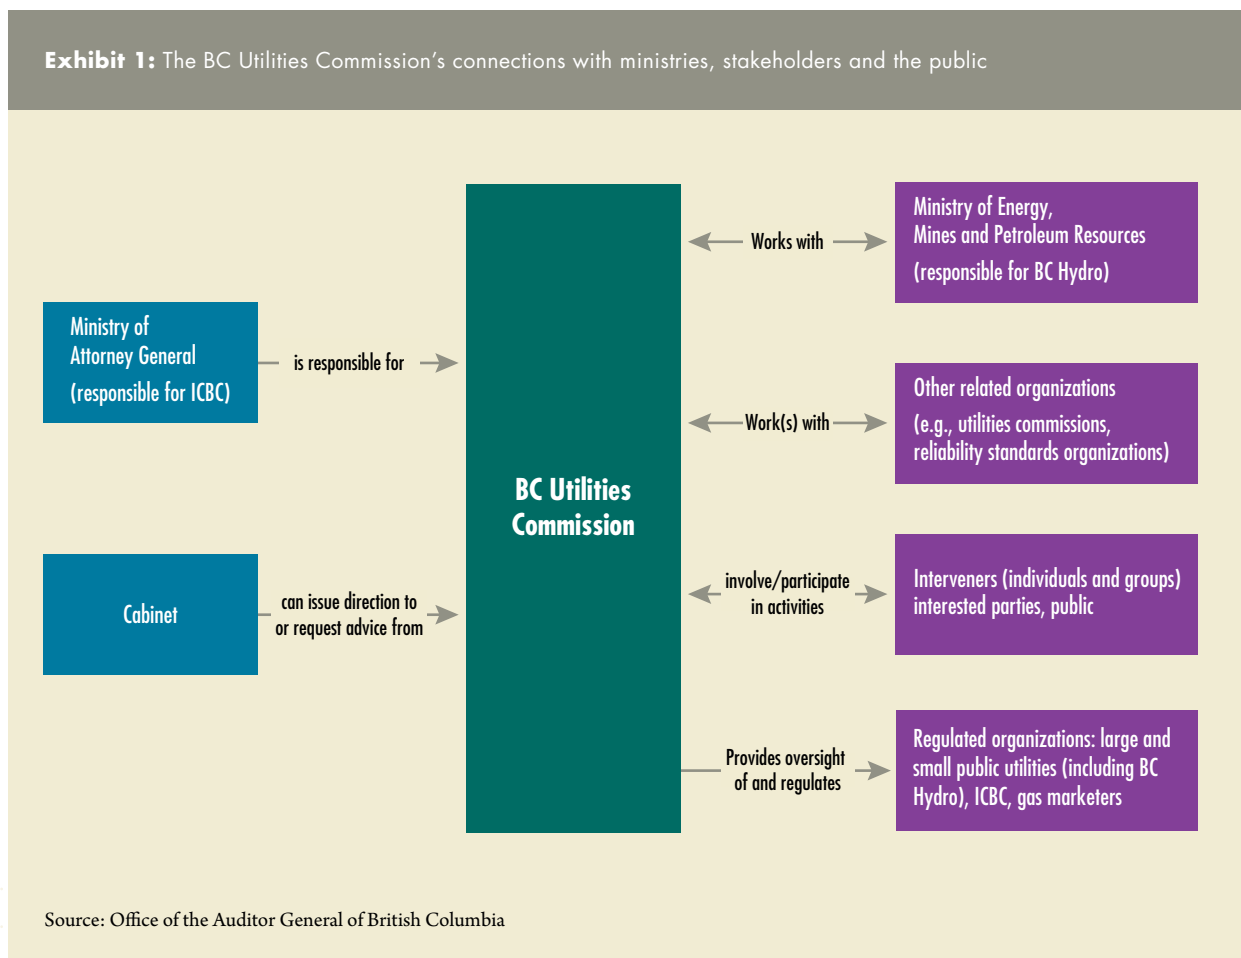 Exhibit 1: The BC Utilities Commission's connections with ministries, stakeholders and the public
Ministry of
Attorney General
(responsible for ICBC)
is responsible for
Cabinet
can issue direction to
or request advice from
BC Utilities
Commission
Works with
Ministry of Energy,
Mines and Petroleum Resources
(responsible for BC Hydro)
Work(s) with
Other related organizations
(e.g., utilities commissions,
reliability standards organizations)
involve/participate
in activities
Interveners (individuals and groups)
interested parties, public
Provides oversight
of and regulates
Regulated organizations: large and
small public utilities (including BC
Hydro), ICBC, gas marketers
Source: Office of the Auditor General of British Columbia